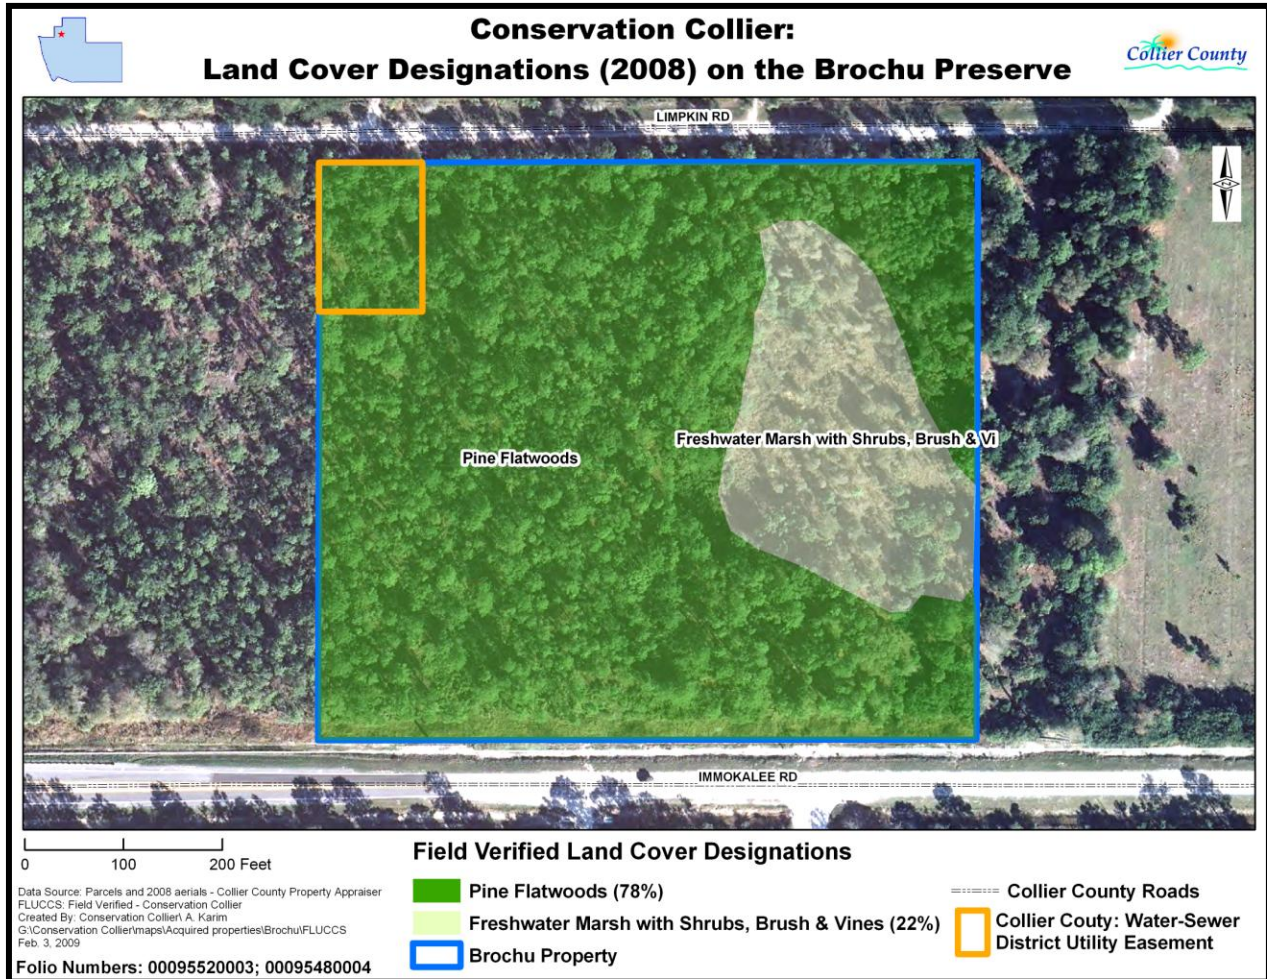 Conservation Collier:
Land Cover Designations (2008) on the Brochu Preserve
Collier County
LIMPKIN RD
N
Freshwater Marsh with Shrubs, Brush & Vi
Pine Flatwoods
IMMOKALEE RD
0 100 200 Feet
Data Source: Parcels and 2008 aerials - Collier County Property Appraiser
FLUCCS: Field Verified - Conservation Collier
Created By: Conservation Collier\ A. Karim
G:\Conservation Collier\maps\Acquired properties\Brochu\FLUCCS
Feb. 3, 2009
Folio Numbers: 00095520003; 00095480004
Field Verified Land Cover Designations
Pine Flatwoods (78%)
Freshwater Marsh with Shrubs, Brush & Vines (22%)
Brochu Property
Collier County Roads
Collier Couty: Water-Sewer
District Utility Easement